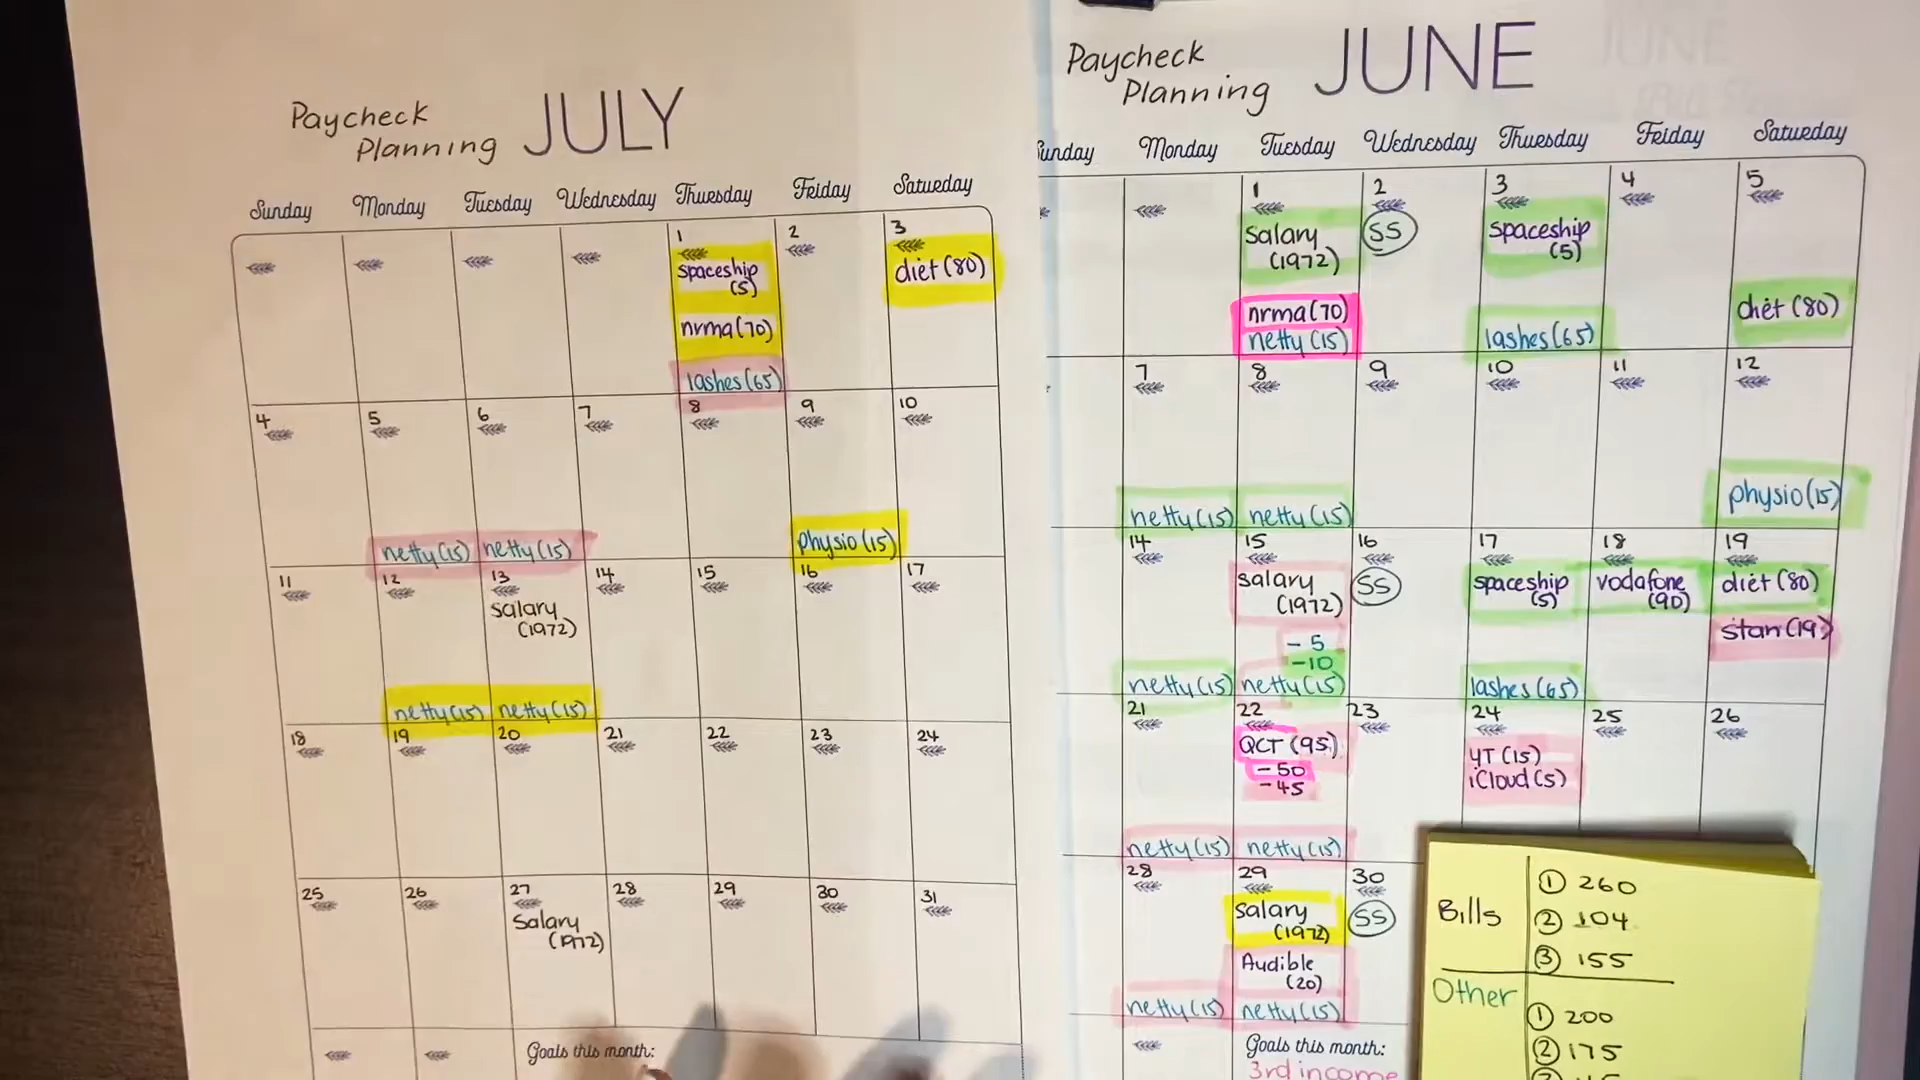 Paycheck
Planning
JULY
Sunday Monday Tuesday Wednesday Thursday Friday Saturday
1 2 3
spaceship
(5)
diet (80)
nrma (70)
lashes (65)
4 5 6 7 8 9 10
netty (15) netty (15) physio (15)
11 12 13 14 15 16 17
Salary
(1972)
netty (15) netty (15)
18 19 20 21 22 23 24
25 26 27 28 29 30 31
Salary
(1972)
Goals this month:
Paycheck
Planning
JUNE
Sunday Monday Tuesday Wednesday Thursday Friday Saturday
1 2 3 4 5
Salary
(1972)
SS
spaceship
(5)
nrma (70)
netty (15)
lashes (65)
diet (80)
7 8 9 10 11 12
netty (15) netty (15) physio (15)
14 15 16 17 18 19
salary
(1972)
SS
spaceship
(5)
vodafone
(90)
diet (80)
stan (19)
- 5
- 10
netty (15) netty (15) lashes (65)
21 22 23 24 25 26
QCT (95)
- 50
- 45
YT (15)
iCloud (5)
netty (15) netty (15)
28 29 30
Salary
(1972)
SS
Audible
(20)
netty (15) netty (15)
Goals this month:
3rd income
Bills
① 260
② 104
③ 155
Other
① 200
② 175